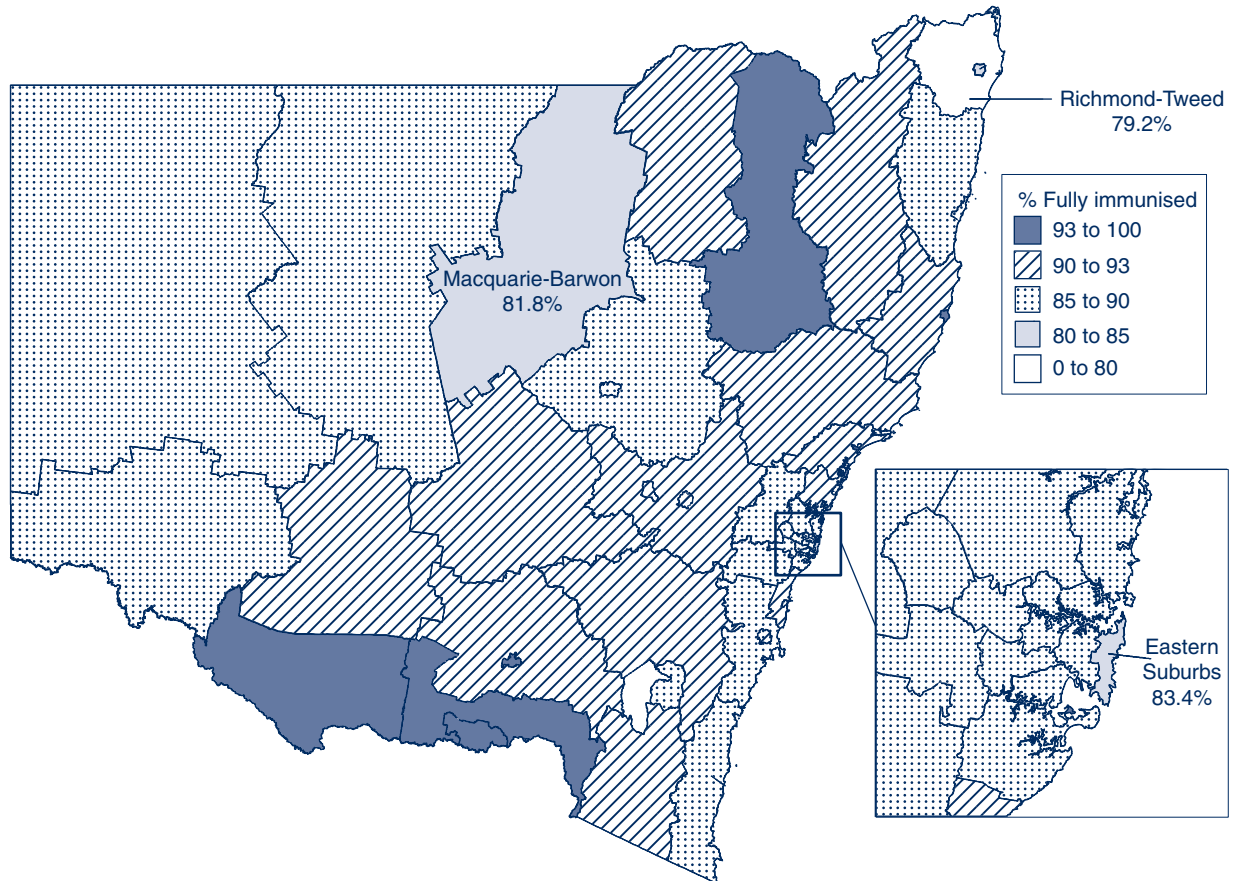 Richmond-Tweed
79.2%
% Fully immunised
93 to 100
90 to 93
85 to 90
80 to 85
0 to 80
Macquarie-Barwon
81.8%
Eastern
Suburbs
83.4%